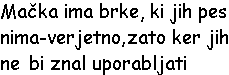 Mačka ima brke, ki jih pes
nima-verjetno,zato ker jih
ne bi znal uporabljati